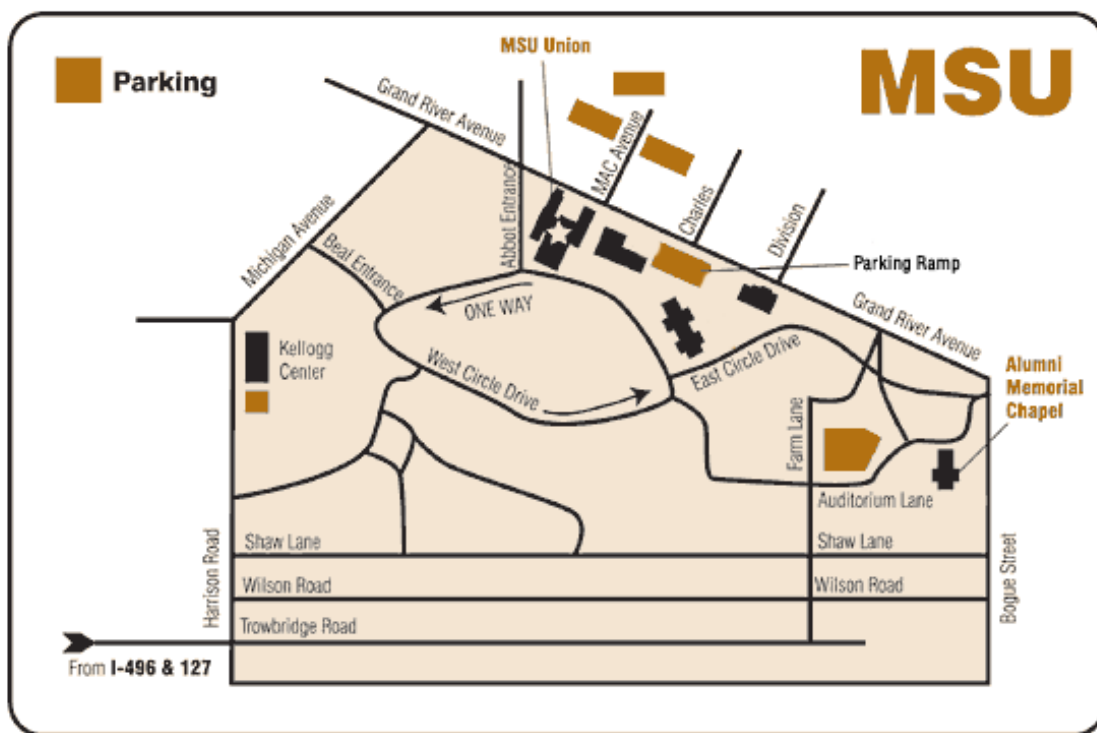 MSU Union
MSU
Parking
Grand River Avenue
MAC Avenue
Abbot Entrance
Charles
Division
Michigan Avenue
Beal Entrance
Parking Ramp
ONE WAY
Grand River Avenue
Kellogg
Center
West Circle Drive
East Circle Drive
Alumni
Memorial
Chapel
Farm Lane
Auditorium Lane
Harrison Road
Shaw Lane
Shaw Lane
Bogue Street
Wilson Road
Wilson Road
Trowbridge Road
From I-496 & 127